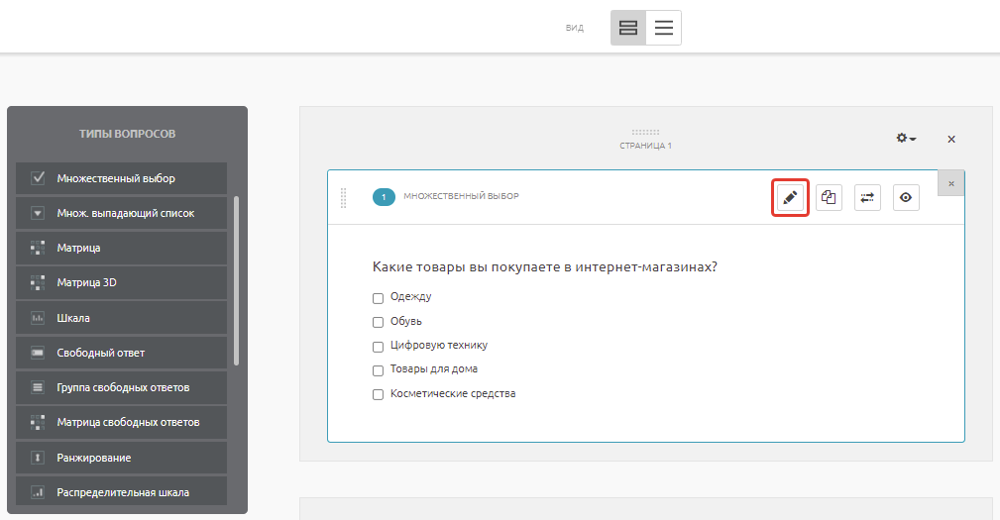 ВИД
ТИПЫ ВОПРОСОВ
Множественный выбор
Множ. выпадающий список
Матрица
Матрица 3D
Шкала
Свободный ответ
Группа свободных ответов
Матрица свободных ответов
Ранжирование
Распределительная шкала
СТРАНИЦА 1
×
1 МНОЖЕСТВЕННЫЙ ВЫБОР
×
Какие товары вы покупаете в интернет-магазинах?
Одежду
Обувь
Цифровую технику
Товары для дома
Косметические средства